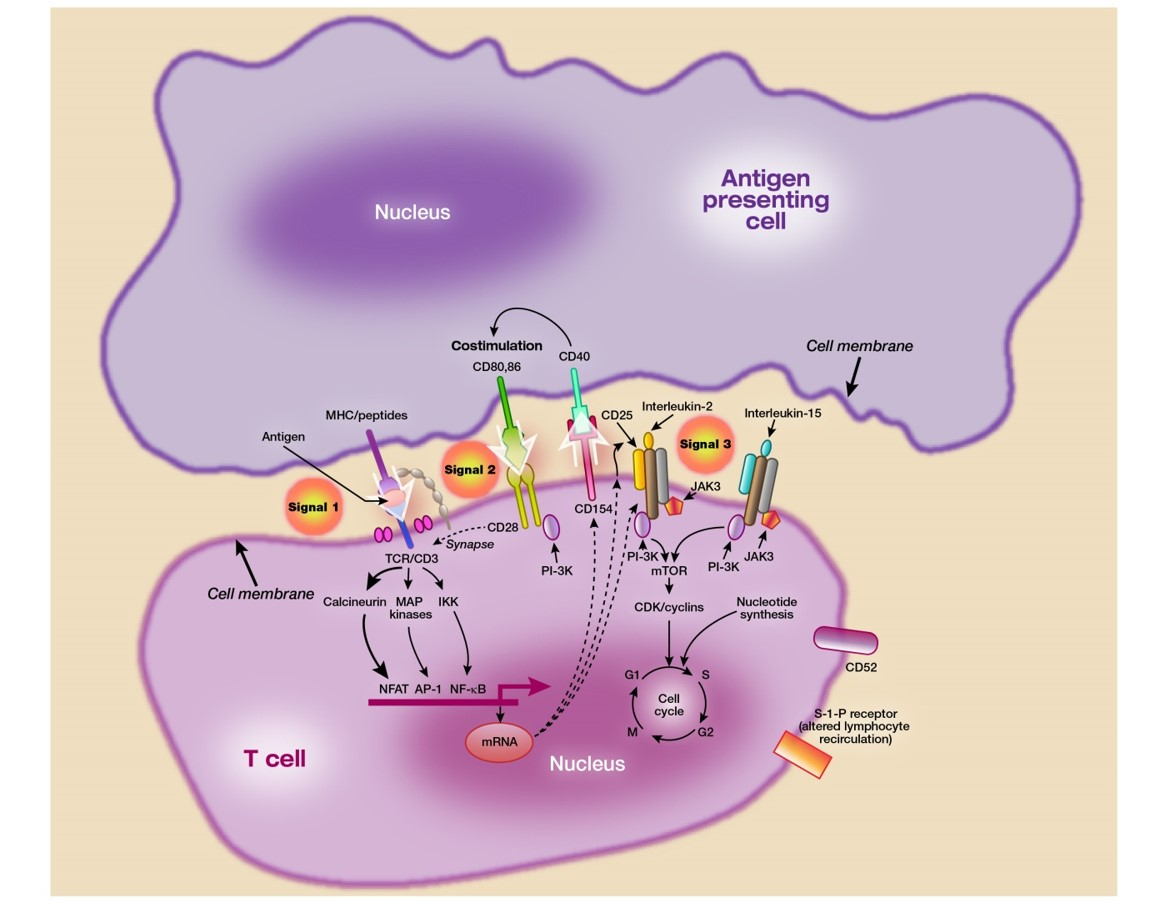 Nucleus
Antigen
presenting
cell
Costimulation
CD80,86
CD40
Cell membrane
MHC/peptides
CD25
Interleukin-2
Interleukin-15
Antigen
Signal 1
Signal 2
Signal 3
JAK3
CD154
CD28
Synapse
TCR/CD3
PI-3K
PI-3K
mTOR
PI-3K
JAK3
Cell membrane
Calcineurin
MAP
kinases
IKK
CDK/cyclins
Nucleotide
synthesis
NFAT
AP-1
NF-κB
G1
S
Cell
cycle
M
G2
CD52
S-1-P receptor
(altered lymphocyte
recirculation)
mRNA
T cell
Nucleus